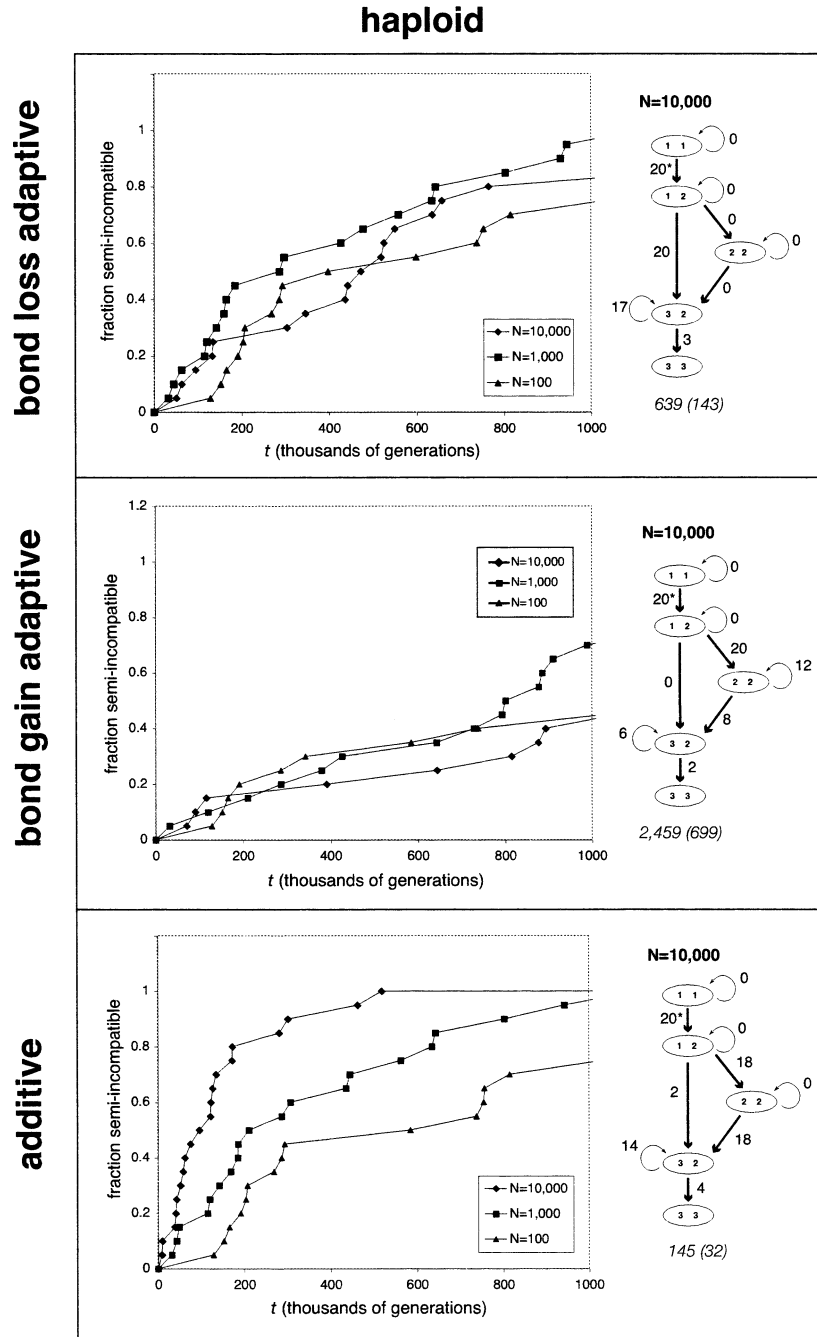 haploid
bond loss adaptive
fraction semi-incompatible
1
0.8
0.6
0.4
0.2
0
0 200 400 600 800 1000
t (thousands of generations)
N=10,000
N=1,000
N=100
N=10,000
1 1
0
20*
1 2
0
0
20
2 2
0
0
17
3 2
3
3 3
639 (143)
bond gain adaptive
fraction semi-incompatible
1.2
1
0.8
0.6
0.4
0.2
0
0 200 400 600 800 1000
t (thousands of generations)
N=10,000
N=1,000
N=100
N=10,000
1 1
0
20*
1 2
0
20
0
2 2
12
8
6
3 2
2
3 3
2,459 (699)
additive
fraction semi-incompatible
1
0.8
0.6
0.4
0.2
0
0 200 400 600 800 1000
t (thousands of generations)
N=10,000
N=1,000
N=100
N=10,000
1 1
0
20*
1 2
0
18
2
2 2
0
18
14
3 2
4
3 3
145 (32)